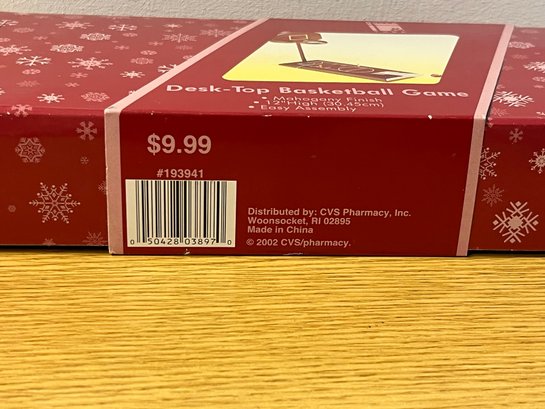 Desk-Top Basketball Game
• Mahogany Finish
• 12" High (30.45cm)
• Easy Assembly
$9.99
#193941
0 50428 03897 0
Distributed by: CVS Pharmacy, Inc.
Woonsocket, RI 02895
Made in China
© 2002 CVS/pharmacy.